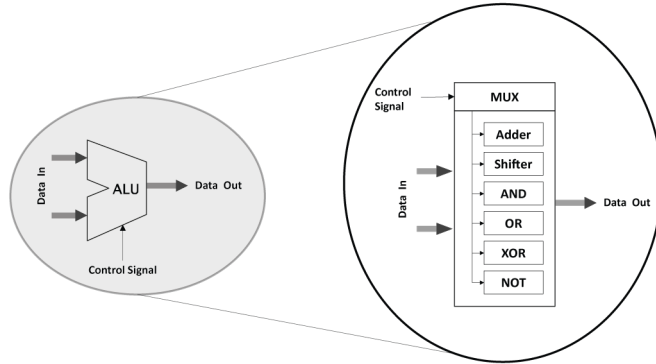 Data In
ALU
Data Out
Control Signal
Control
Signal
MUX
Data In
Adder
Shifter
AND
OR
XOR
NOT
Data Out